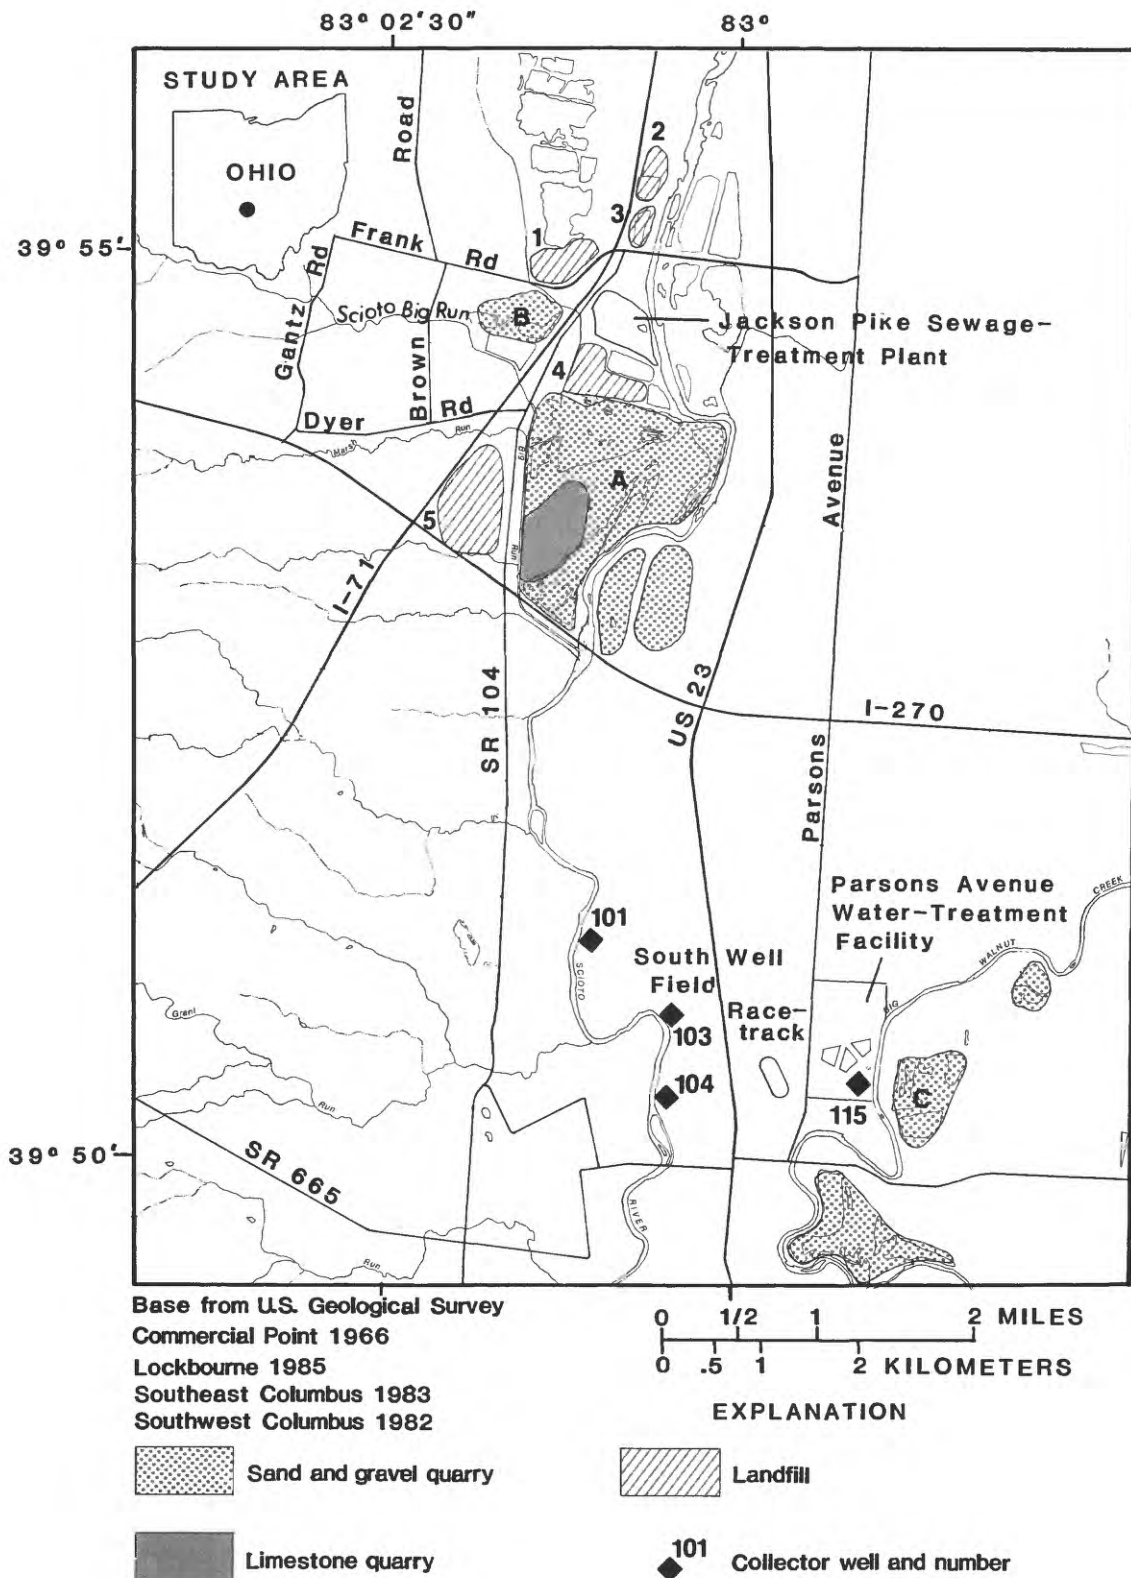 83° 02'30"
83°
STUDY AREA
OHIO
Road
2
3
39° 55'
Frank
Rd
1
Rd
Gantz
Scioto Big Run
B
Jackson Pike Sewage-
Treatment Plant
Brown
4
Dyer
Rd
Marsh
Run
Big
Run
A
Avenue
5
I-71
SR 104
US 23
I-270
Parsons
Parsons Avenue
Water-Treatment
Facility
CREEK
WALNUT
BIG
101
SCIOTO
South Well
Field
103
Race-
track
104
115
C
Grant
Run
39° 50'
SR 665
RIVER
Run
Base from U.S. Geological Survey
Commercial Point 1966
Lockbourne 1985
Southeast Columbus 1983
Southwest Columbus 1982
0 1/2 1 2 MILES
0 .5 1 2 KILOMETERS
EXPLANATION
Sand and gravel quarry
Landfill
Limestone quarry
101
Collector well and number